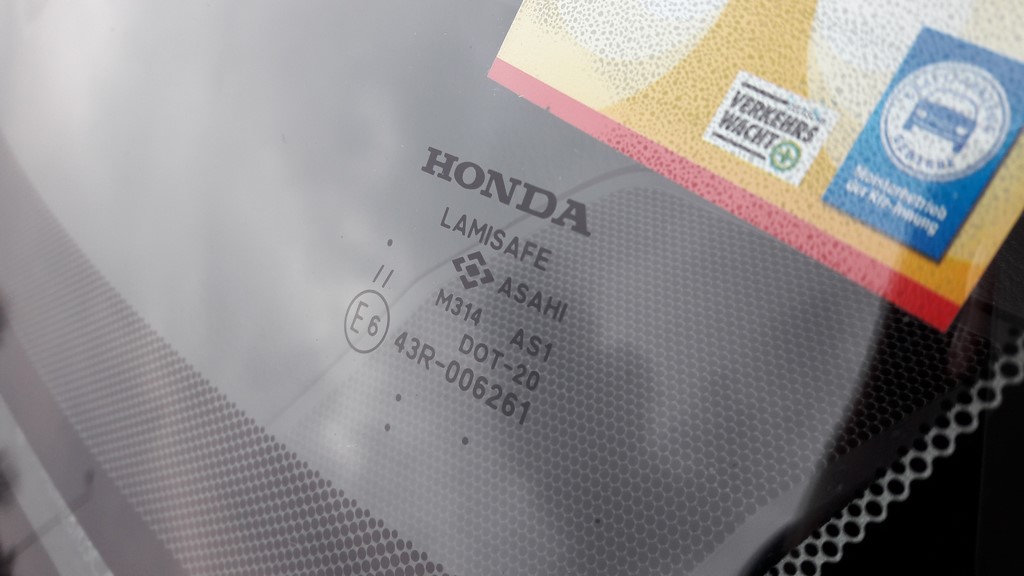 HONDA
LAMISAFE
ASAHI
M314 AS1
DOT-20
//
E6 43R-006261
VERKEHRS
WACHT